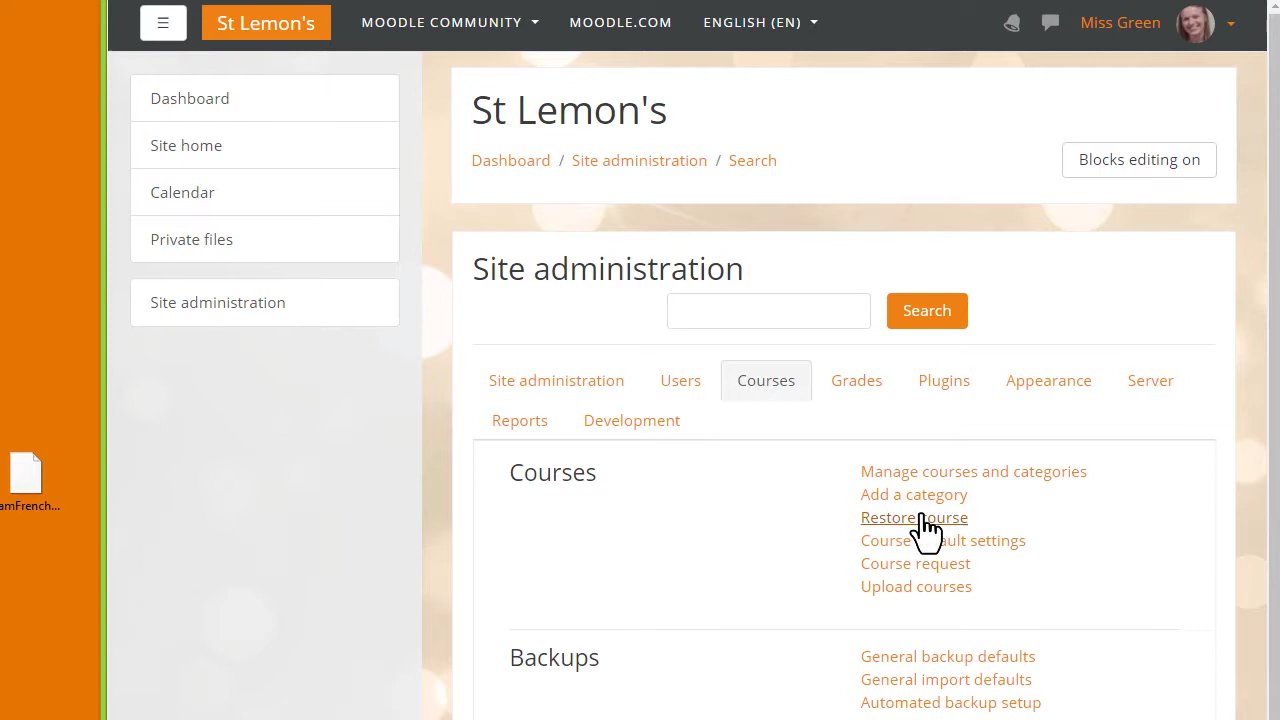 ☰ St Lemon's MOODLE COMMUNITY MOODLE.COM ENGLISH (EN) Miss Green
Dashboard
Site home
Calendar
Private files
Site administration
amFrench...
St Lemon's
Dashboard / Site administration / Search
Blocks editing on
Site administration
Search
Site administration Users Courses Grades Plugins Appearance Server
Reports Development
Courses
Manage courses and categories
Add a category
Restore course
Course default settings
Course request
Upload courses
Backups
General backup defaults
General import defaults
Automated backup setup